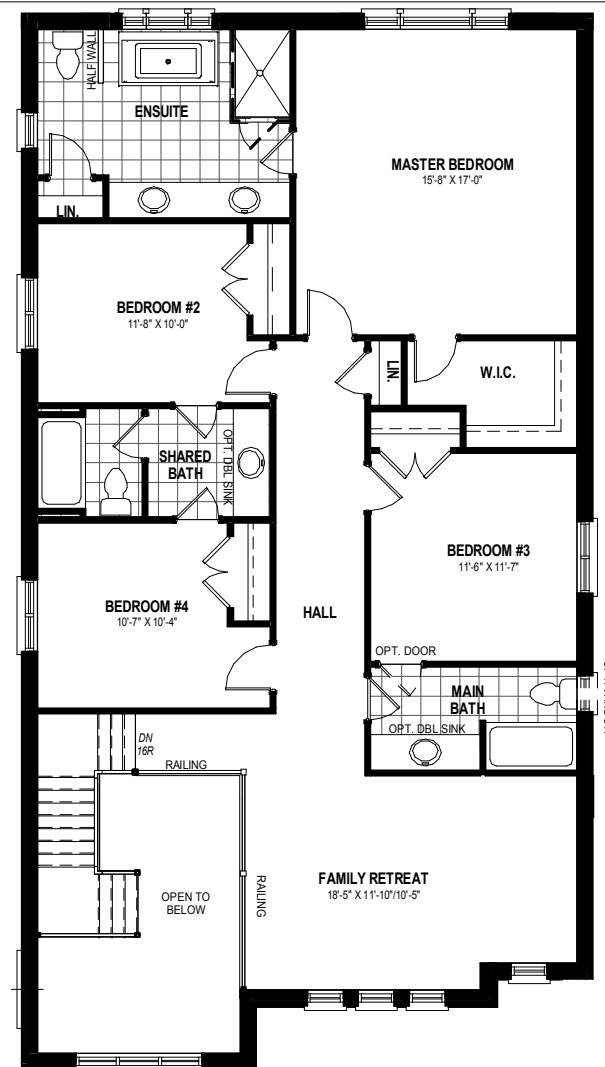 HALF WALL
ENSUITE
MASTER BEDROOM
15'-8" X 17'-0"
LIN.
BEDROOM #2
11'-8" X 10'-0"
LIN.
W.I.C.
SHARED
BATH
OPT. DBL SINK
BEDROOM #3
11'-6" X 11'-7"
BEDROOM #4
10'-7" X 10'-4"
HALL
OPT. DOOR
MAIN
BATH
OPT. DBL SINK
DN
16R
RAILING
RAILING
FAMILY RETREAT
18'-5" X 11'-10"/10'-5"
OPEN TO
BELOW